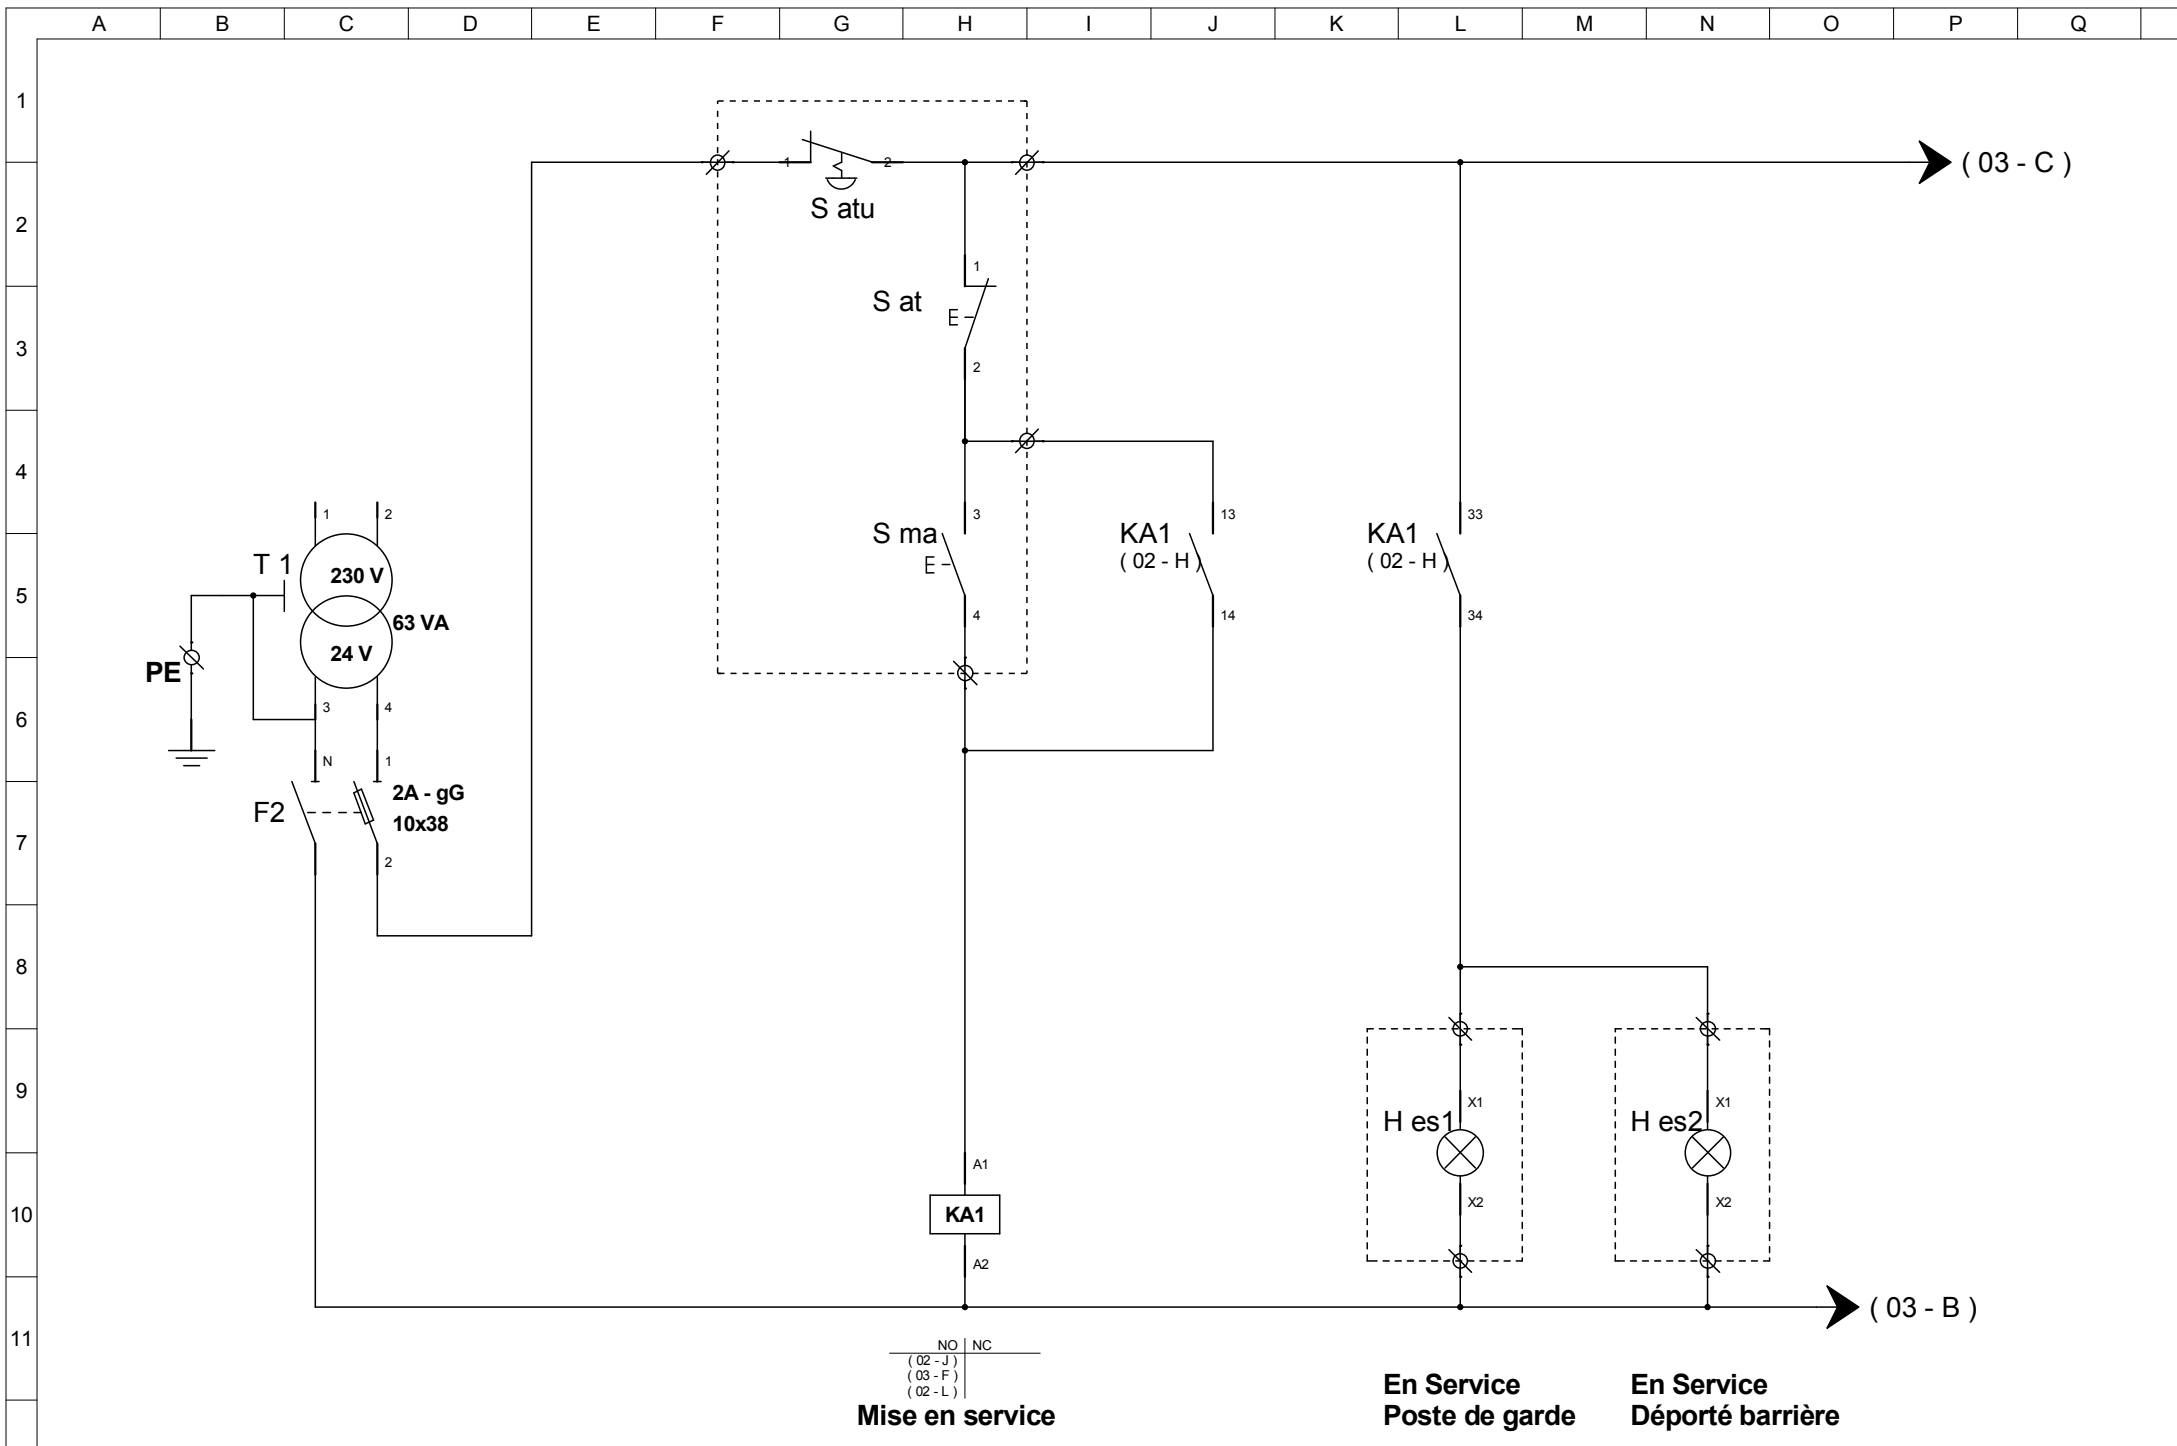 A B C D E F G H I J K L M N O P Q
1
1 2 ( 03 - C )
S atu
2
1
S at
E
3
2
4
1 2
3 13 33
S ma KA1 KA1
( 02 - H ) ( 02 - H )
E
T 1
230 V
5
4 14 34
63 VA
24 V
PE
3 4
6
N 1
2A - gG
F2
10x38
7
2
8
9
X1 X1
H es1 H es2
A1
X2 X2
10
KA1
A2
( 03 - B )
11
NO NC
( 02 - J )
( 03 - F )
( 02 - L )
Mise en service
En Service
Poste de garde
En Service
Déporté barrière